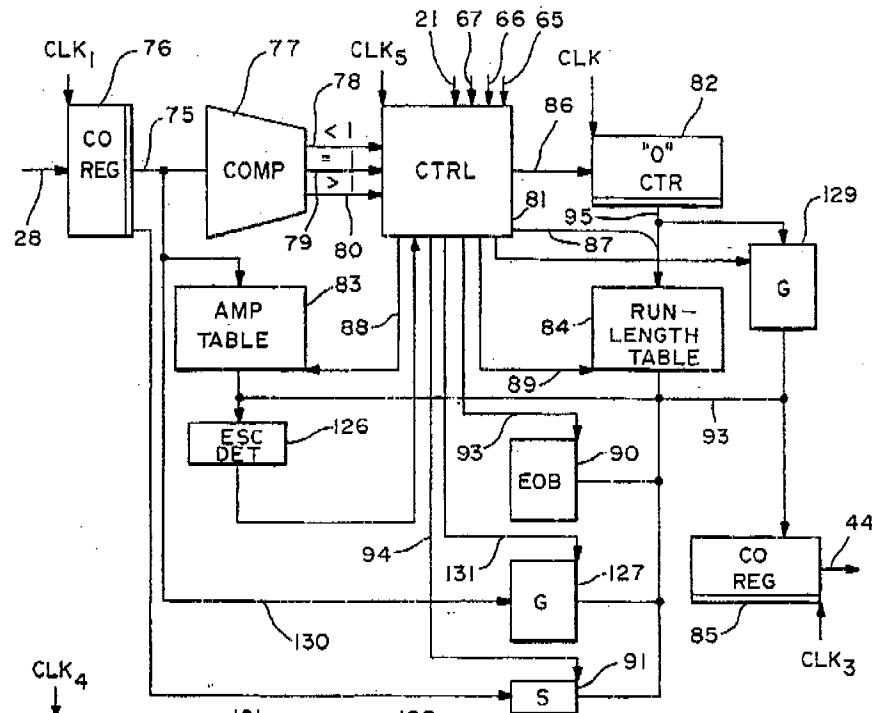 CLK1
76
77
CLK5
21
67
66
65
CLK
78
82
CO
REG
75
COMP
< 1
= 1
> 1
CTRL
86
"O"
CTR
28
79
80
81
95
129
87
G
83
AMP
TABLE
88
84
RUN-
LENGTH
TABLE
89
93
126
ESC
DET
93
90
EOB
94
131
127
44
CO
REG
G
130
85
91
CLK3
CLK4
S